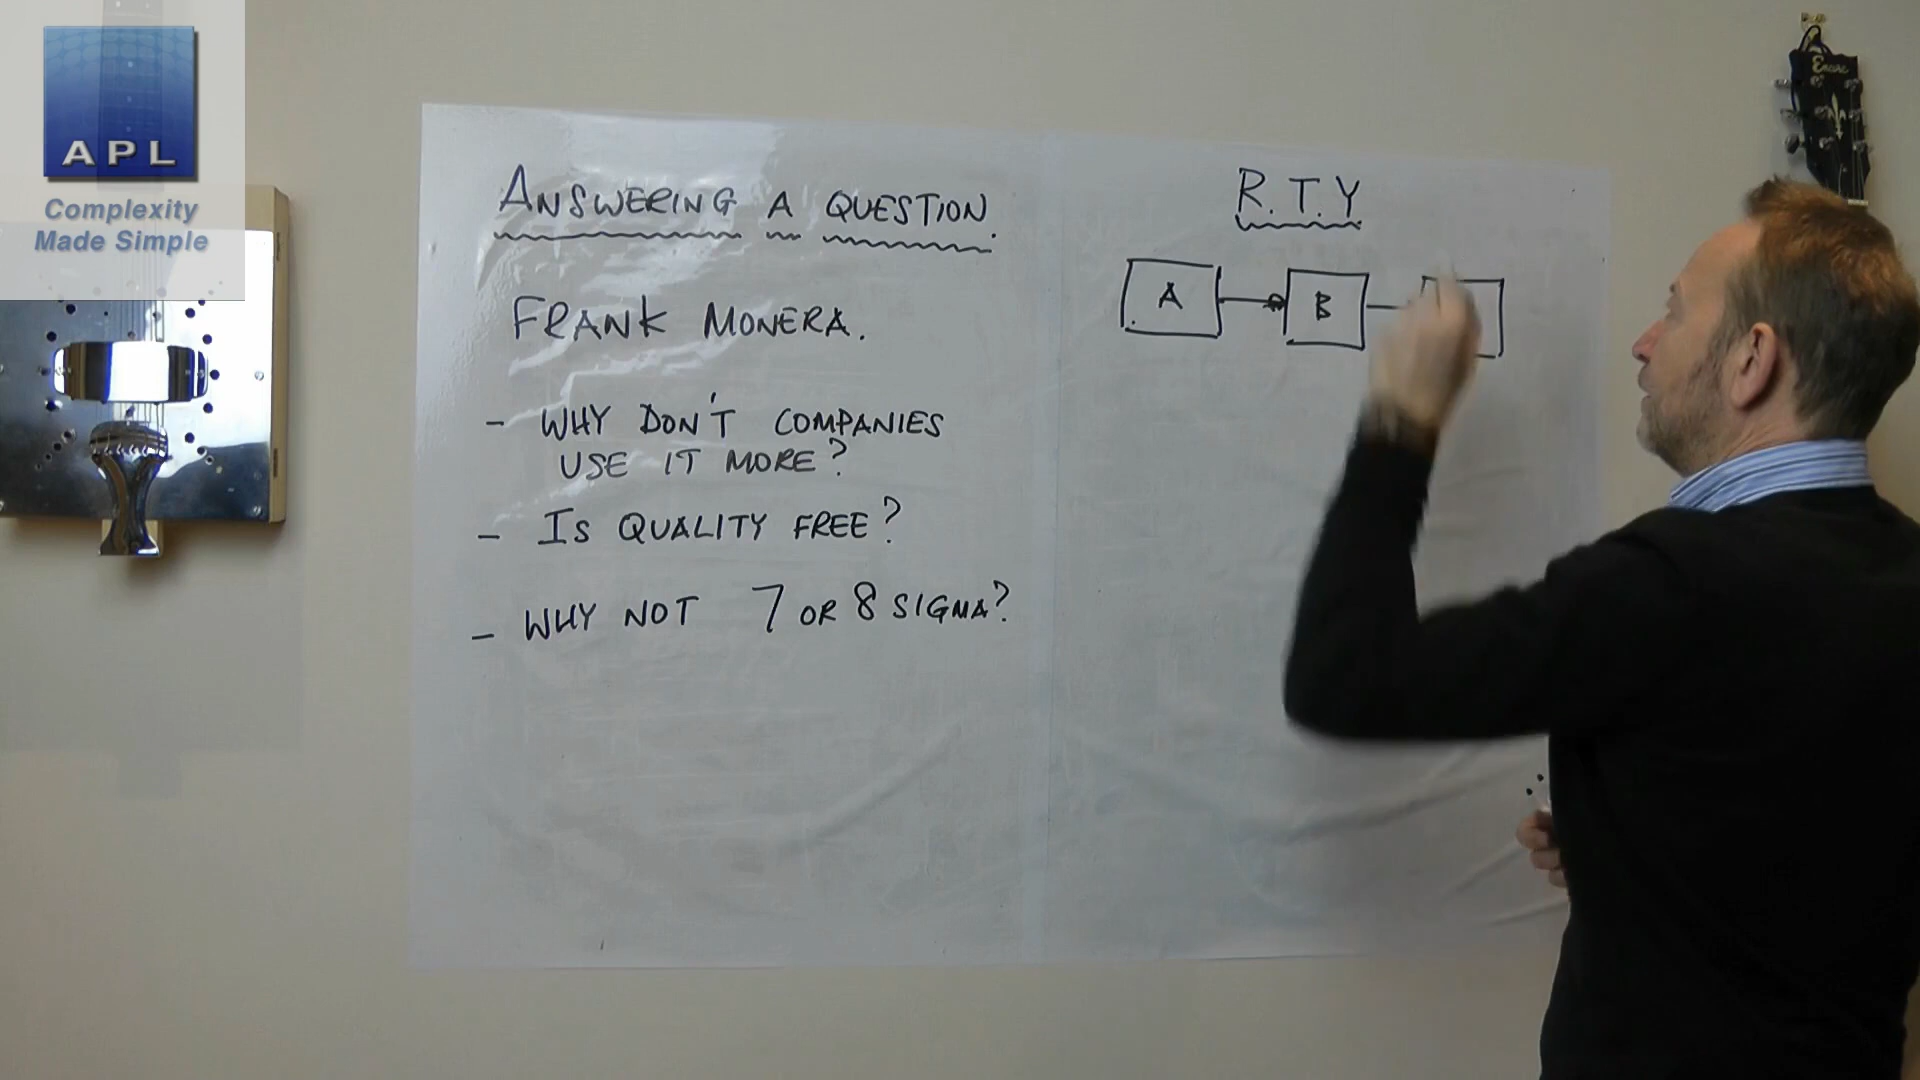 APL
Complexity
Made Simple
ANSWERING A QUESTION.
FRANK MONERA.
- WHY DON'T COMPANIES
USE IT MORE?
- IS QUALITY FREE?
- WHY NOT 7 OR 8 SIGMA?
R.T.Y
A
B
Encore